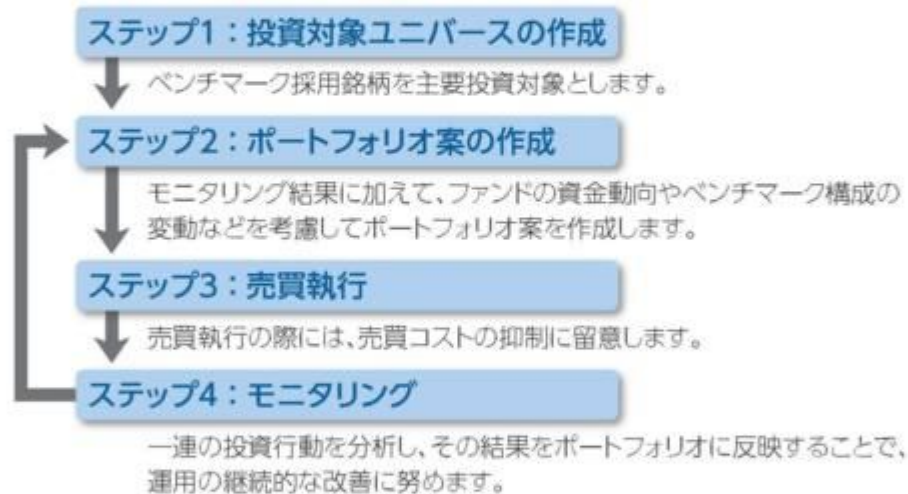 ステップ1：投資対象ユニバースの作成
ベンチマーク採用銘柄を主要投資対象とします。
ステップ2：ポートフォリオ案の作成
モニタリング結果に加えて、ファンドの資金動向やベンチマーク構成の
変動などを考慮してポートフォリオ案を作成します。
ステップ3：売買執行
売買執行の際には、売買コストの抑制に留意します。
ステップ4：モニタリング
一連の投資行動を分析し、その結果をポートフォリオに反映することで、
運用の継続的な改善に努めます。